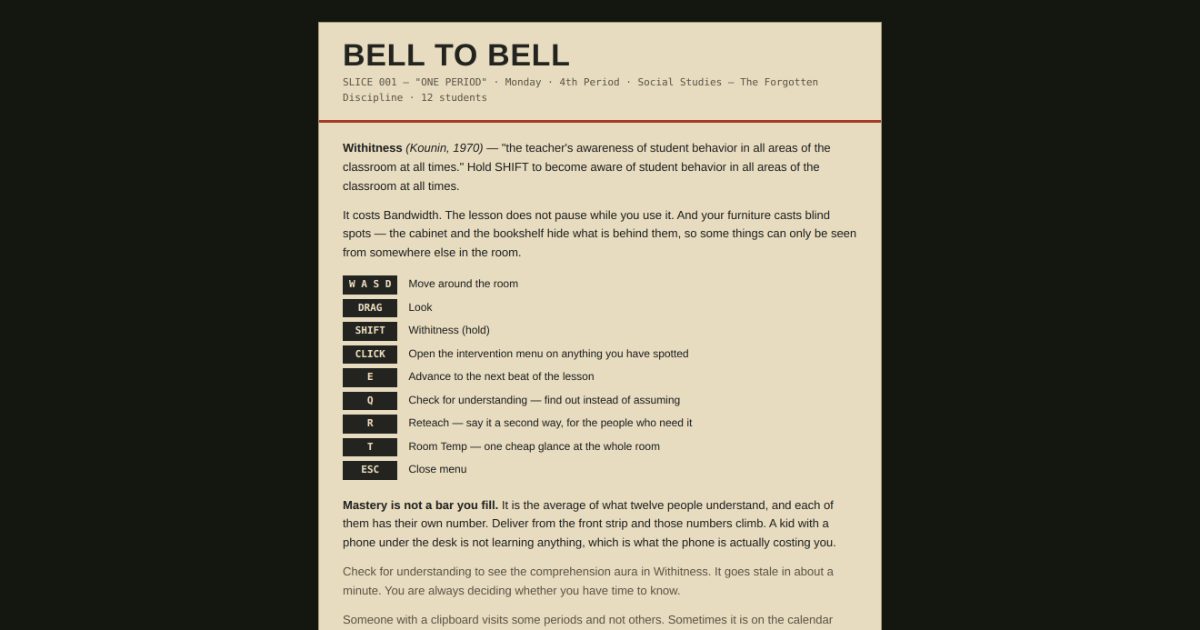 BELL TO BELL
SLICE 001 — "ONE PERIOD" · Monday · 4th Period · Social Studies — The Forgotten
Discipline · 12 students
Withitness (Kounin, 1970) — "the teacher's awareness of student behavior in all areas of the
classroom at all times." Hold SHIFT to become aware of student behavior in all areas of the
classroom at all times.
It costs Bandwidth. The lesson does not pause while you use it. And your furniture casts blind
spots — the cabinet and the bookshelf hide what is behind them, so some things can only be seen
from somewhere else in the room.
W A S D Move around the room
DRAG Look
SHIFT Withitness (hold)
CLICK Open the intervention menu on anything you have spotted
E Advance to the next beat of the lesson
Q Check for understanding — find out instead of assuming
R Reteach — say it a second way, for the people who need it
T Room Temp — one cheap glance at the whole room
ESC Close menu
Mastery is not a bar you fill. It is the average of what twelve people understand, and each of
them has their own number. Deliver from the front strip and those numbers climb. A kid with a
phone under the desk is not learning anything, which is what the phone is actually costing you.
Check for understanding to see the comprehension aura in Withitness. It goes stale in about a
minute. You are always deciding whether you have time to know.
Someone with a clipboard visits some periods and not others. Sometimes it is on the calendar